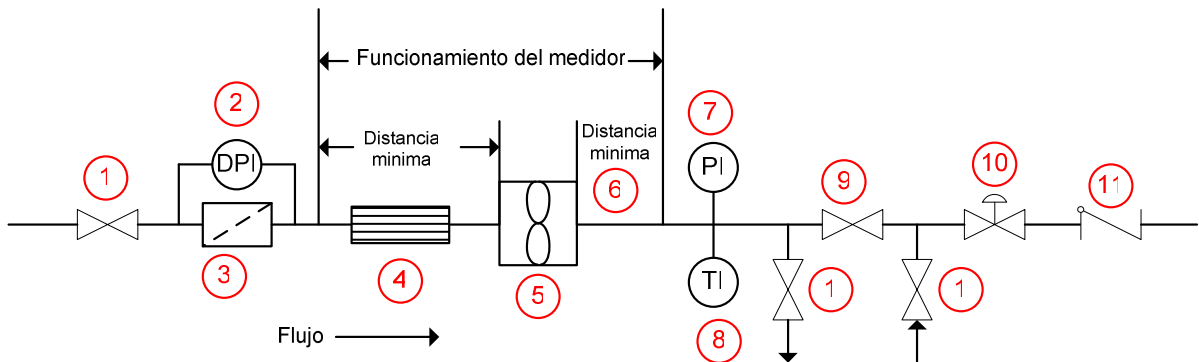 Funcionamiento del medidor
2
7
Distancia
minima
Distancia
minima
DPI
PI
1
6
9
10
11
3
4
5
TI
1
1
8
Flujo